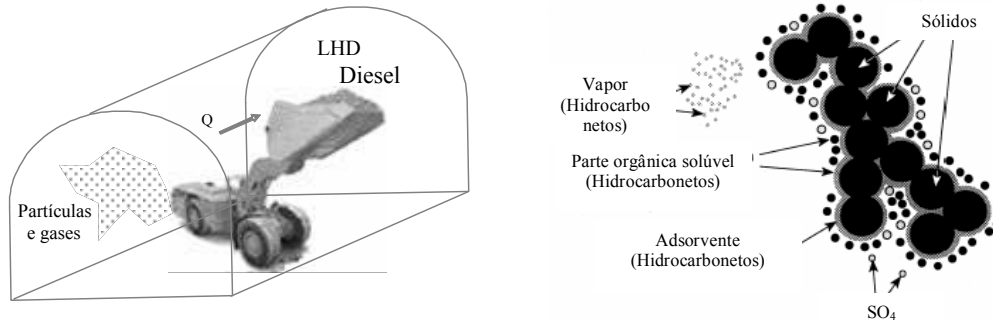 LHD
Diesel
Q
Partículas
e gases
Sólidos
Vapor
(Hidrocarbo
netos)
Parte orgânica solúvel
(Hidrocarbonetos)
Adsorvente
(Hidrocarbonetos)
SO₄